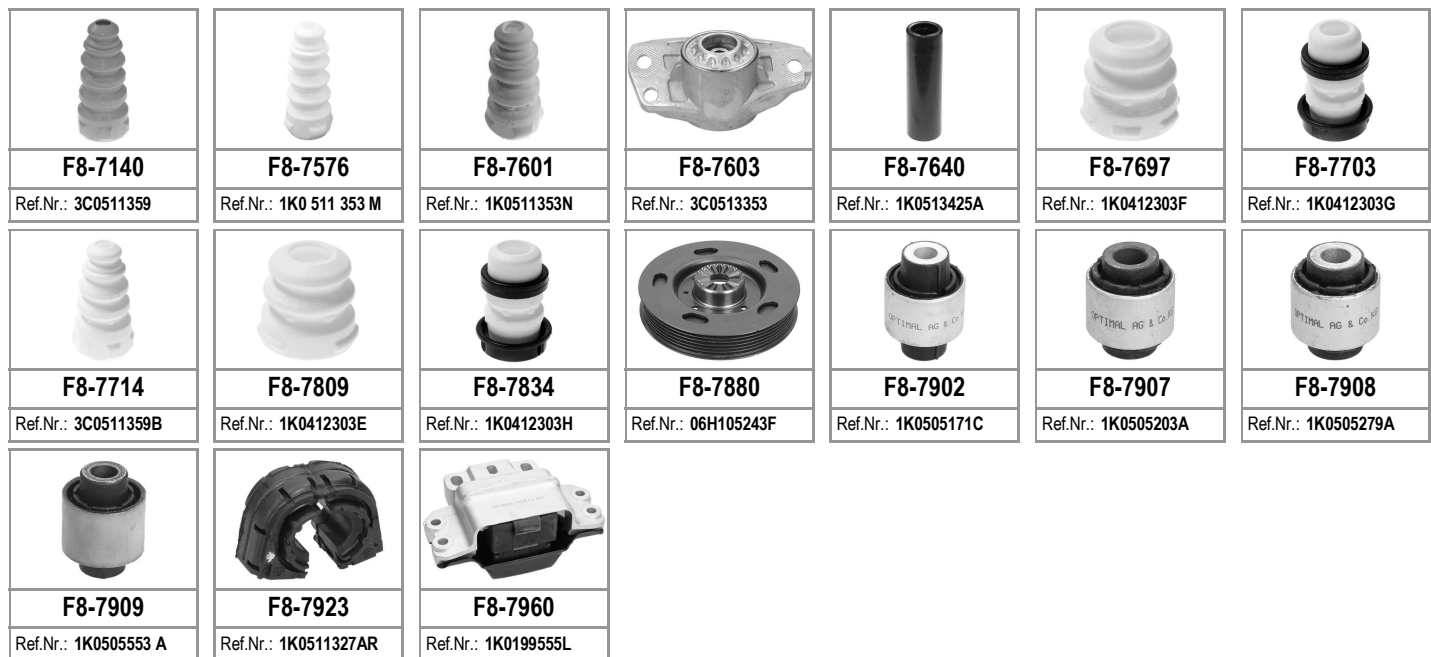 F8-7140
Ref.Nr.: 3C0511359
F8-7576
Ref.Nr.: 1K0 511 353 M
F8-7601
Ref.Nr.: 1K0511353N
F8-7603
Ref.Nr.: 3C0513353
F8-7640
Ref.Nr.: 1K0513425A
F8-7697
Ref.Nr.: 1K0412303F
F8-7703
Ref.Nr.: 1K0412303G
F8-7714
Ref.Nr.: 3C0511359B
F8-7809
Ref.Nr.: 1K0412303E
F8-7834
Ref.Nr.: 1K0412303H
F8-7880
Ref.Nr.: 06H105243F
OPTIMAL AG & Co.
F8-7902
Ref.Nr.: 1K0505171C
OPTIMAL AG & Co.KG
F8-7907
Ref.Nr.: 1K0505203A
OPTIMAL AG & Co.KG
F8-7908
Ref.Nr.: 1K0505279A
F8-7909
Ref.Nr.: 1K0505553 A
F8-7923
Ref.Nr.: 1K0511327AR
OPTIMAL AG & Co.KG
F8-7960
Ref.Nr.: 1K0199555L